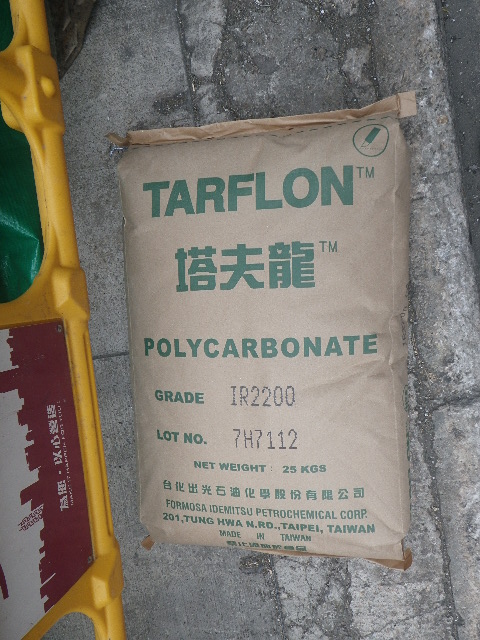 TARFLON™
塔夫龍™
POLYCARBONATE
GRADE IR2200
LOT NO. 7H7112
NET WEIGHT: 25 KGS
台化出光石油化學股份有限公司
FORMOSA IDEMITSU PETROCHEMICAL CORP.
201,TUNG HWA N.RD.,TAIPEI, TAIWAN
MADE IN TAIWAN